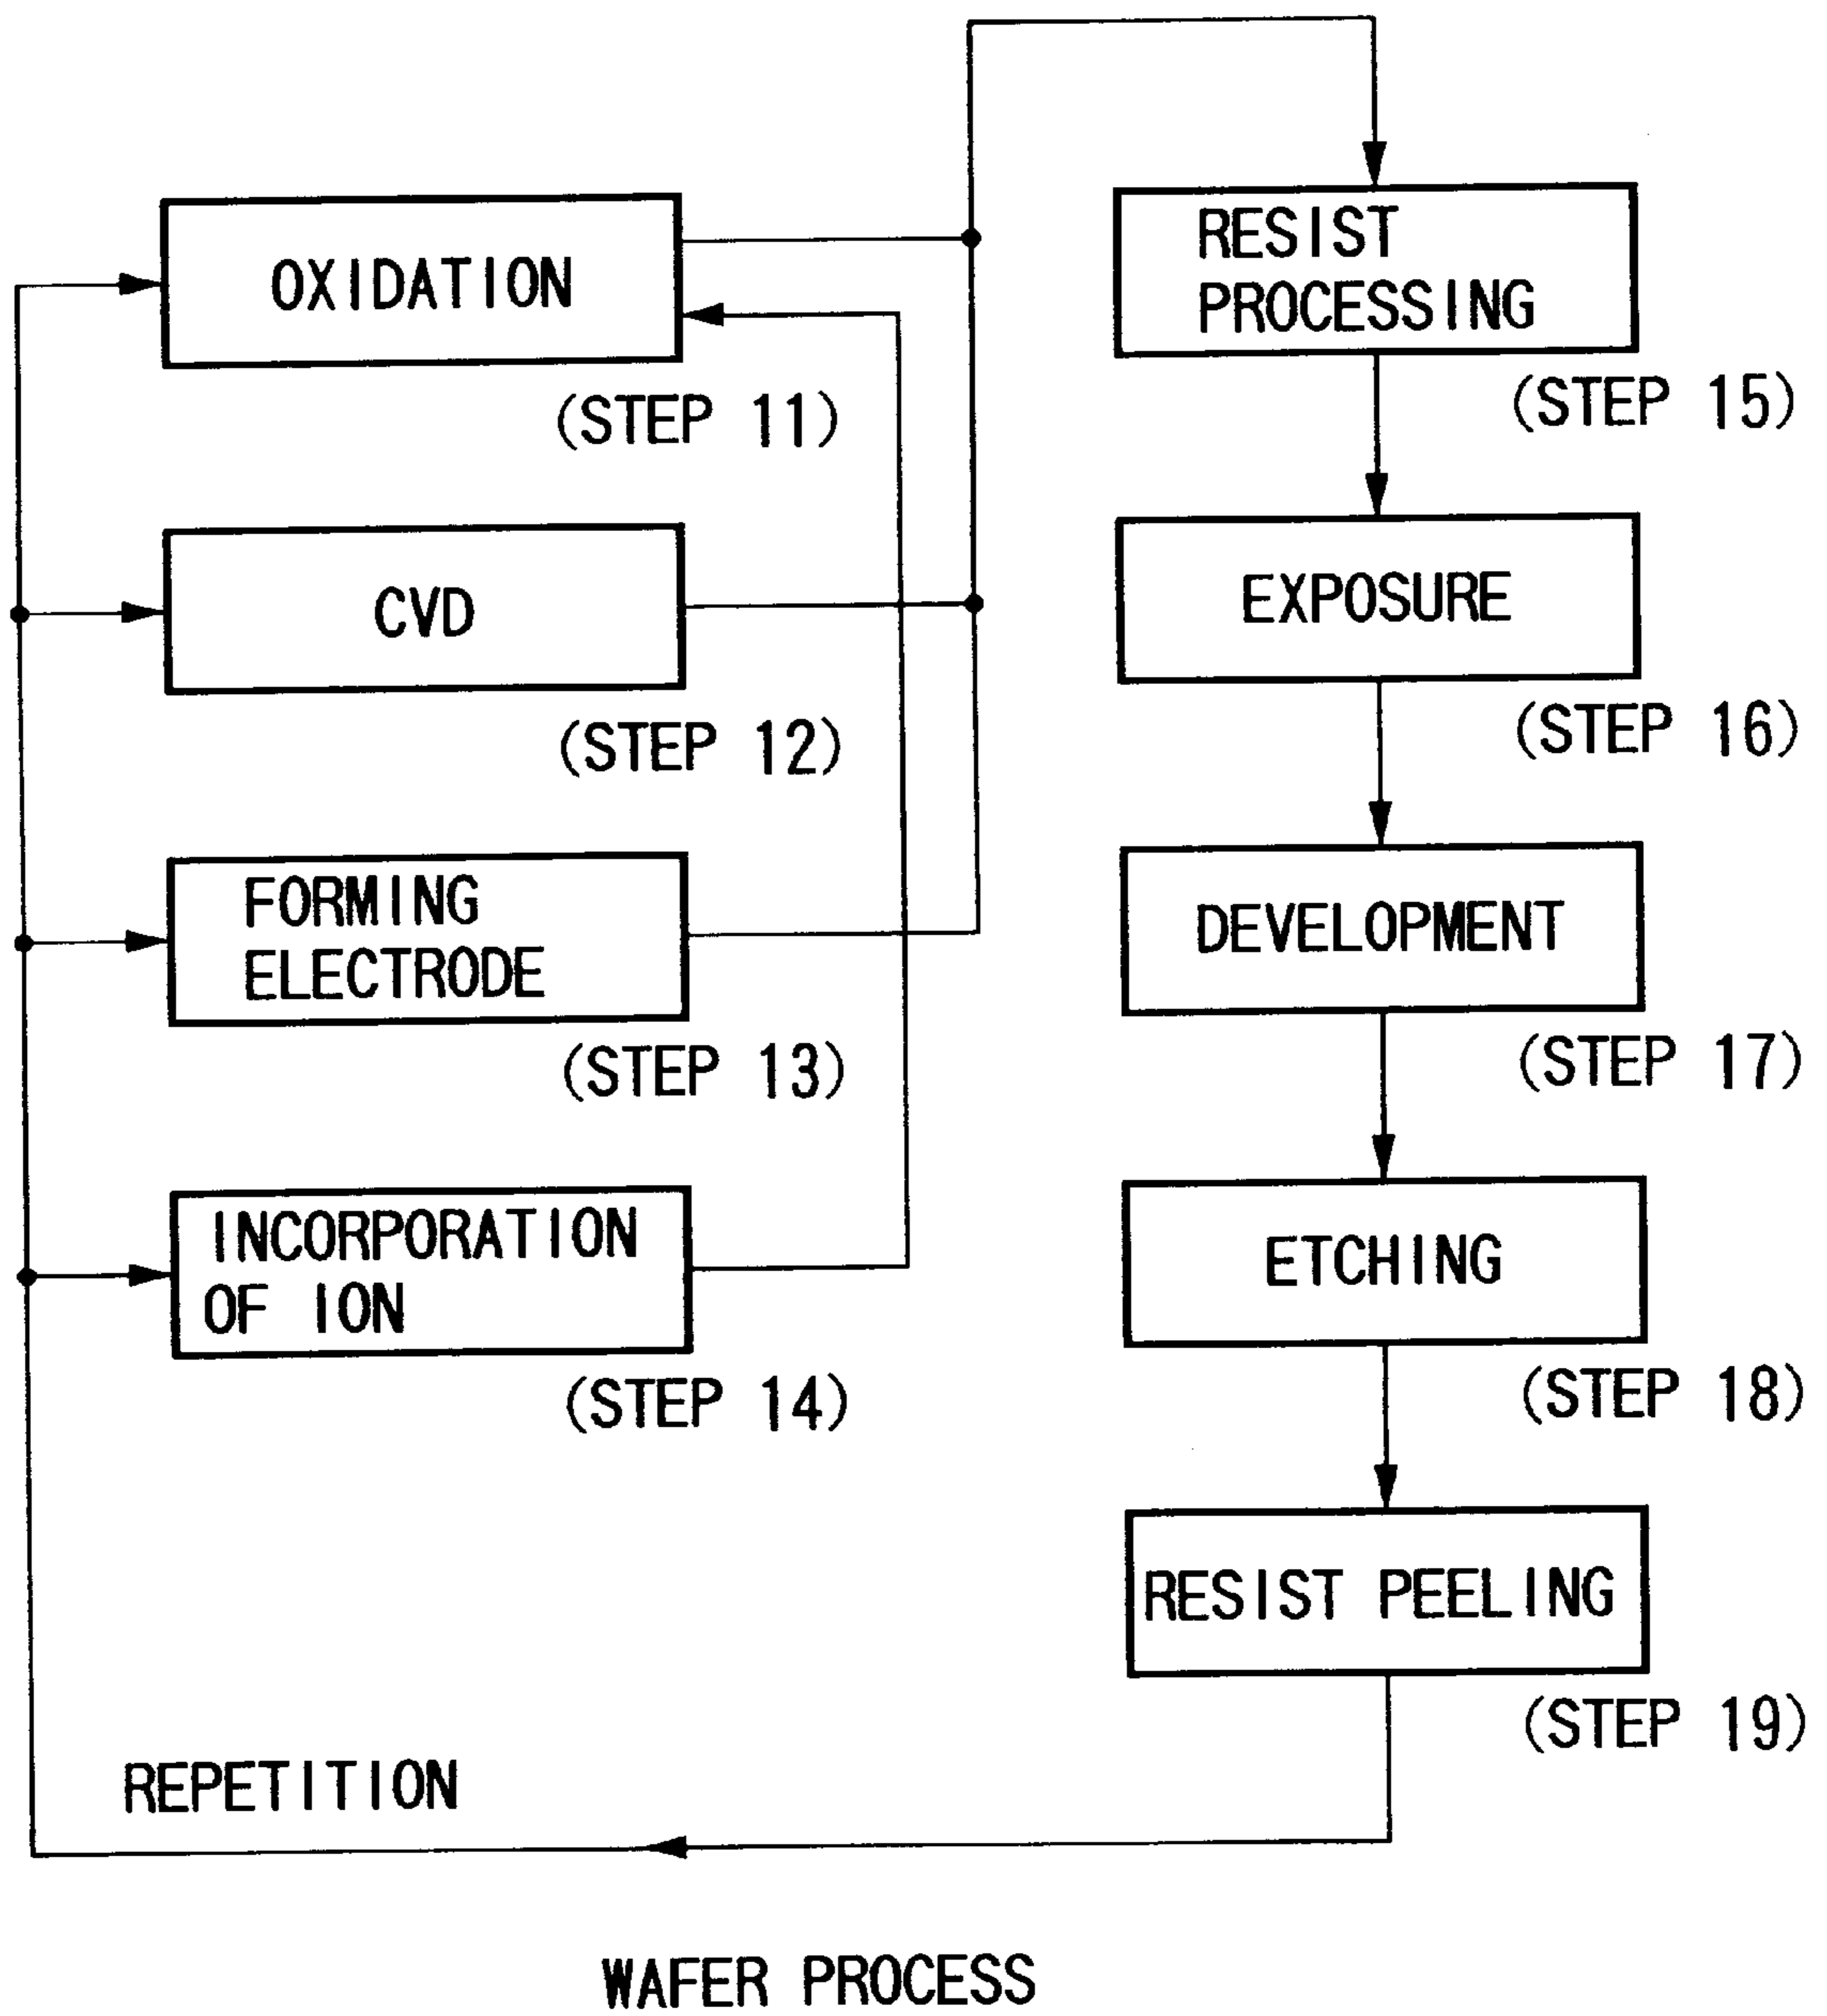 OXIDATION
(STEP 11)
CVD
(STEP 12)
FORMING
ELECTRODE
(STEP 13)
INCORPORATION
OF ION
(STEP 14)
RESIST
PROCESSING
(STEP 15)
EXPOSURE
(STEP 16)
DEVELOPMENT
(STEP 17)
ETCHING
(STEP 18)
RESIST PEELING
(STEP 19)
REPETITION
WAFER PROCESS